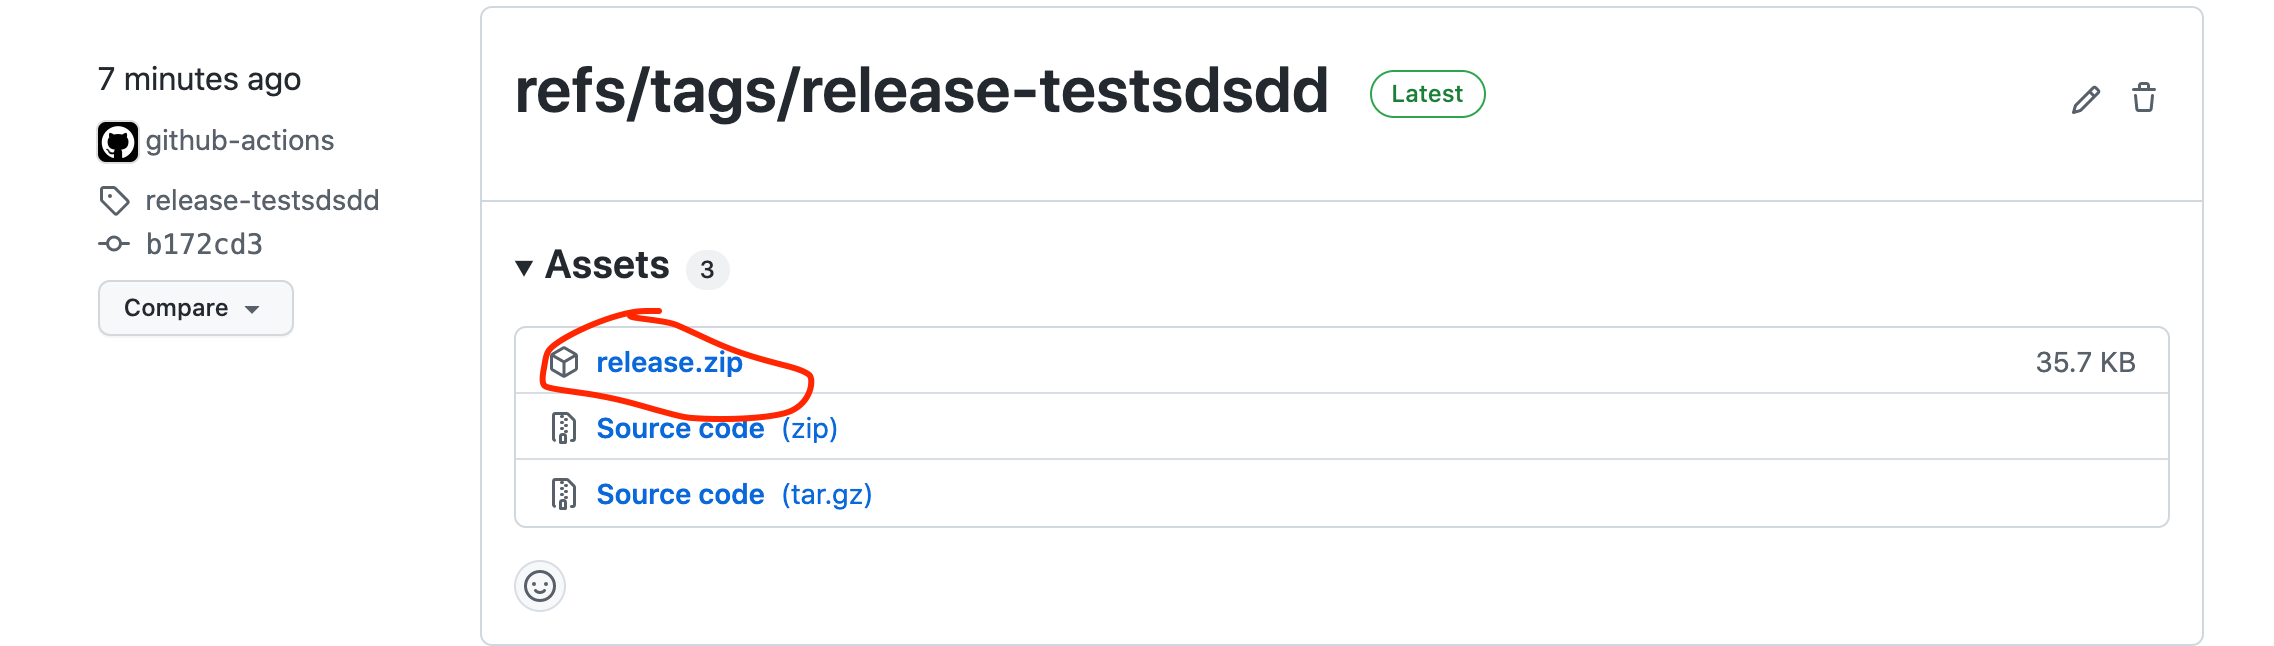 7 minutes ago
github-actions
release-testsdsdd
b172cd3
Compare
refs/tags/release-testsdsdd Latest
Assets 3
release.zip 35.7 KB
Source code (zip)
Source code (tar.gz)